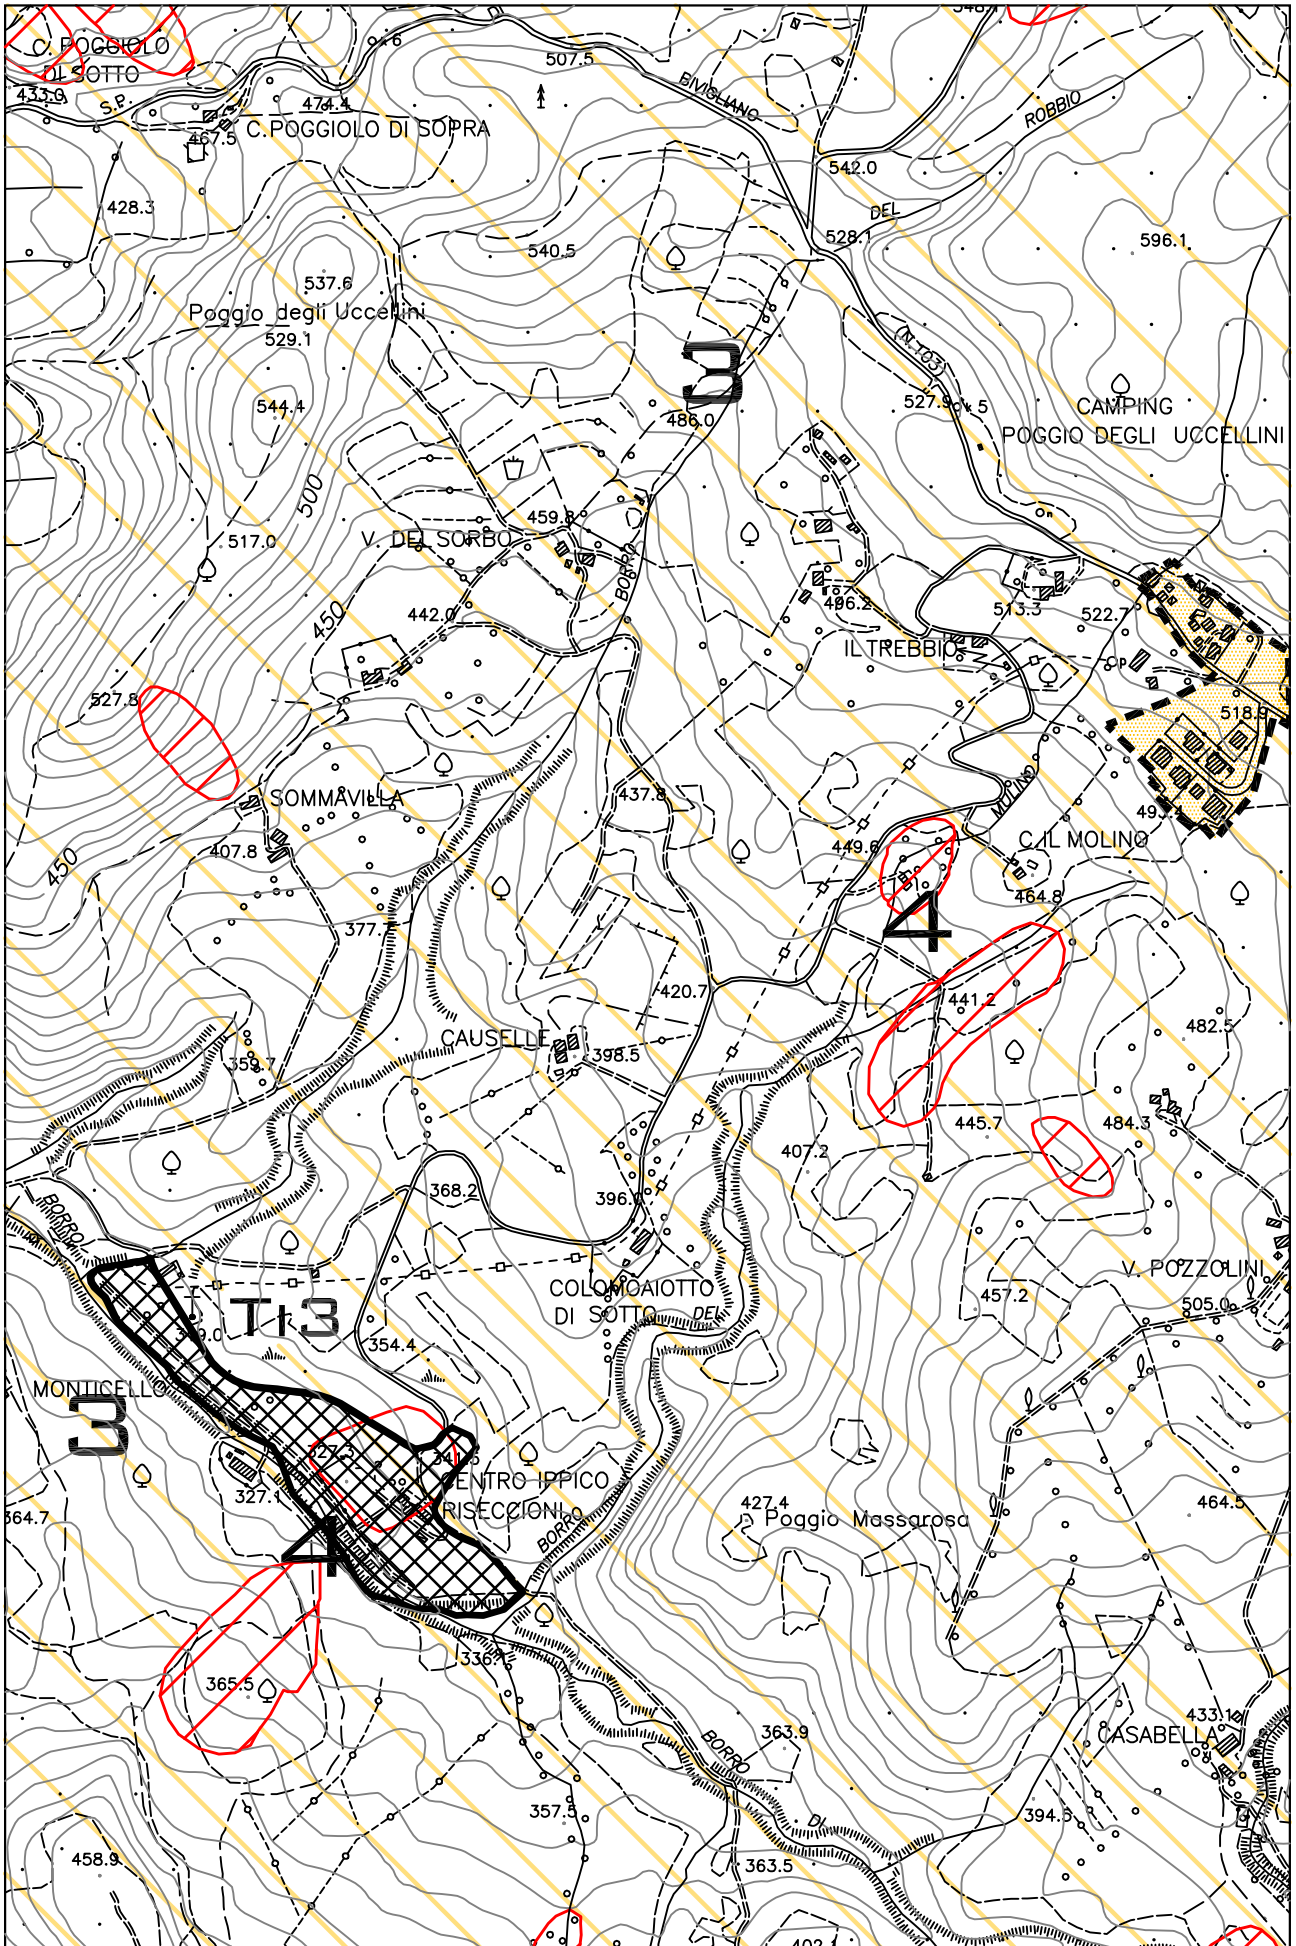 C. POGGIOLO
DI SOTTO
433.0
S.P.
474.4
467.5
C.POGGIOLO DI SOPRA
6
507.5
BIVIGLIANO
ROBBIO
542.0
DEL
528.1
596.1
428.3
540.5
537.6
Poggio degli Uccellini
529.1
3
(N.103)
544.4
486.0
527.9
5
CAMPING
POGGIO DEGLI UCCELLINI
500
459.8
V. DEL SORBO
517.0
BORRO
450
442.0
496.2
513.3
522.7
IL TREBBIO
527.8
518.9
SOMMAVILLA
437.8
MOLINO
407.8
449.6
C.IL MOLINO
450
464.8
377.7
4
420.7
441.2
482.5
CAUSELLE
398.5
359.7
445.7
484.3
407.2
368.2
396.0
BORRO
V. POZZOLINI
COLOMOAIOTTO
DI SOTTO
DEL
457.2
505.0
Tr3
354.4
MONTICELLO
3
327.3
CENTRO IPPICO
RISECCIONI
327.1
364.7
427.4
Poggio Massarosa
464.5
BORRO
4
336.1
365.5
433.1
CASABELLA
363.9
BORRO
357.5
394.6
DI
458.9
363.5
402.1